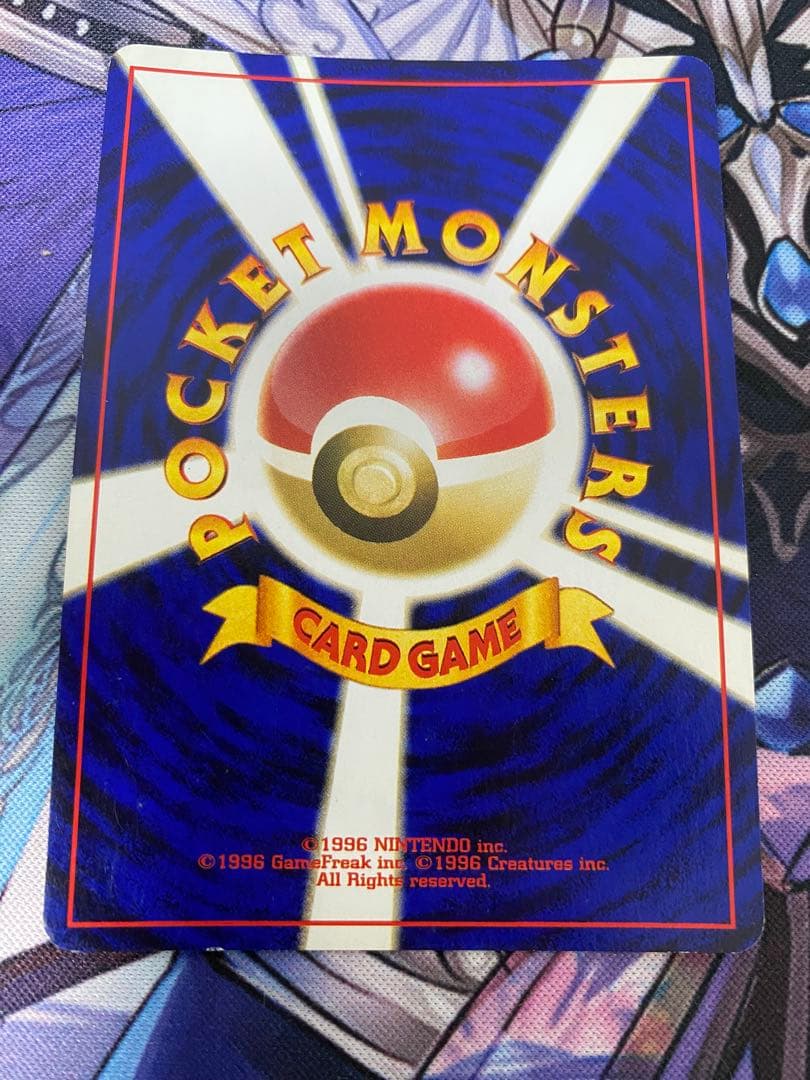 POCKET MONSTERS
CARD GAME
©1996 NINTENDO inc.
©1996 GameFreak inc. ©1996 Creatures inc.
All Rights reserved.